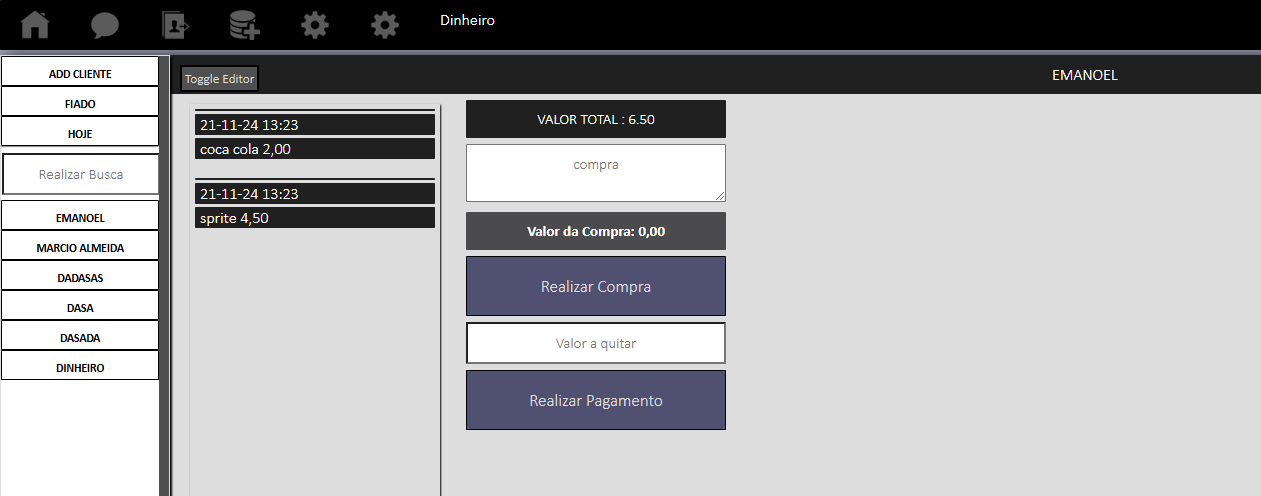 Dinheiro
ADD CLIENTE
FIADO
HOJE
Realizar Busca
EMANOEL
MARCIO ALMEIDA
DADASAS
DASA
DASADA
DINHEIRO
Toggle Editor
EMANOEL
21-11-24 13:23
coca cola 2,00
21-11-24 13:23
sprite 4,50
VALOR TOTAL : 6.50
compra
Valor da Compra: 0,00
Realizar Compra
Valor a quitar
Realizar Pagamento